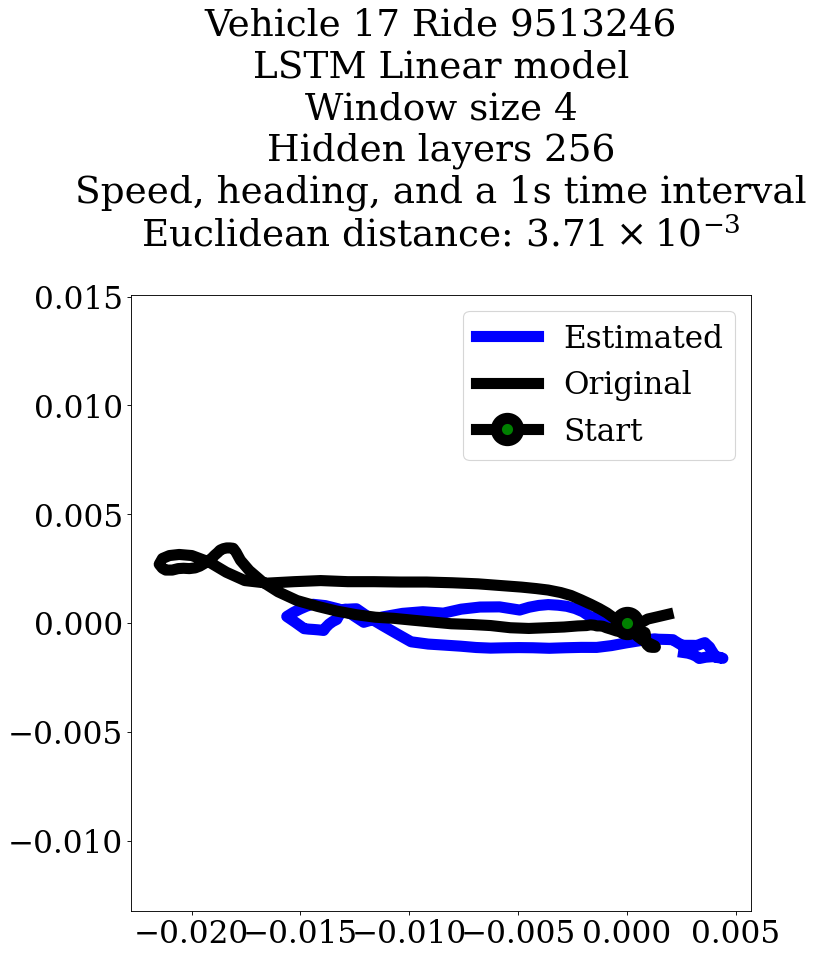 Vehicle 17 Ride 9513246
LSTM Linear model
Window size 4
Hidden layers 256
Speed, heading, and a 1s time interval
Euclidean distance: 3.71 × 10⁻³
0.015
0.010
0.005
0.000
−0.005
−0.010
Estimated
Original
Start
−0.020 −0.015 −0.010 −0.005 0.000 0.005